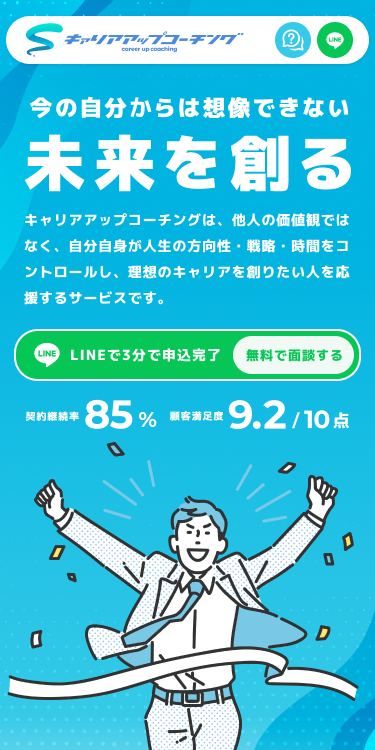 キャリアアップコーチング
career up coaching
?
LINE
今の自分からは想像できない
未来を創る
キャリアアップコーチングは、他人の価値観では
なく、自分自身が人生の方向性・戦略・時間をコ
ントロールし、理想のキャリアを創りたい人を応
援するサービスです。
LINE LINEで3分で申込完了 無料で面談する
契約継続率 85% 顧客満足度 9.2/10点